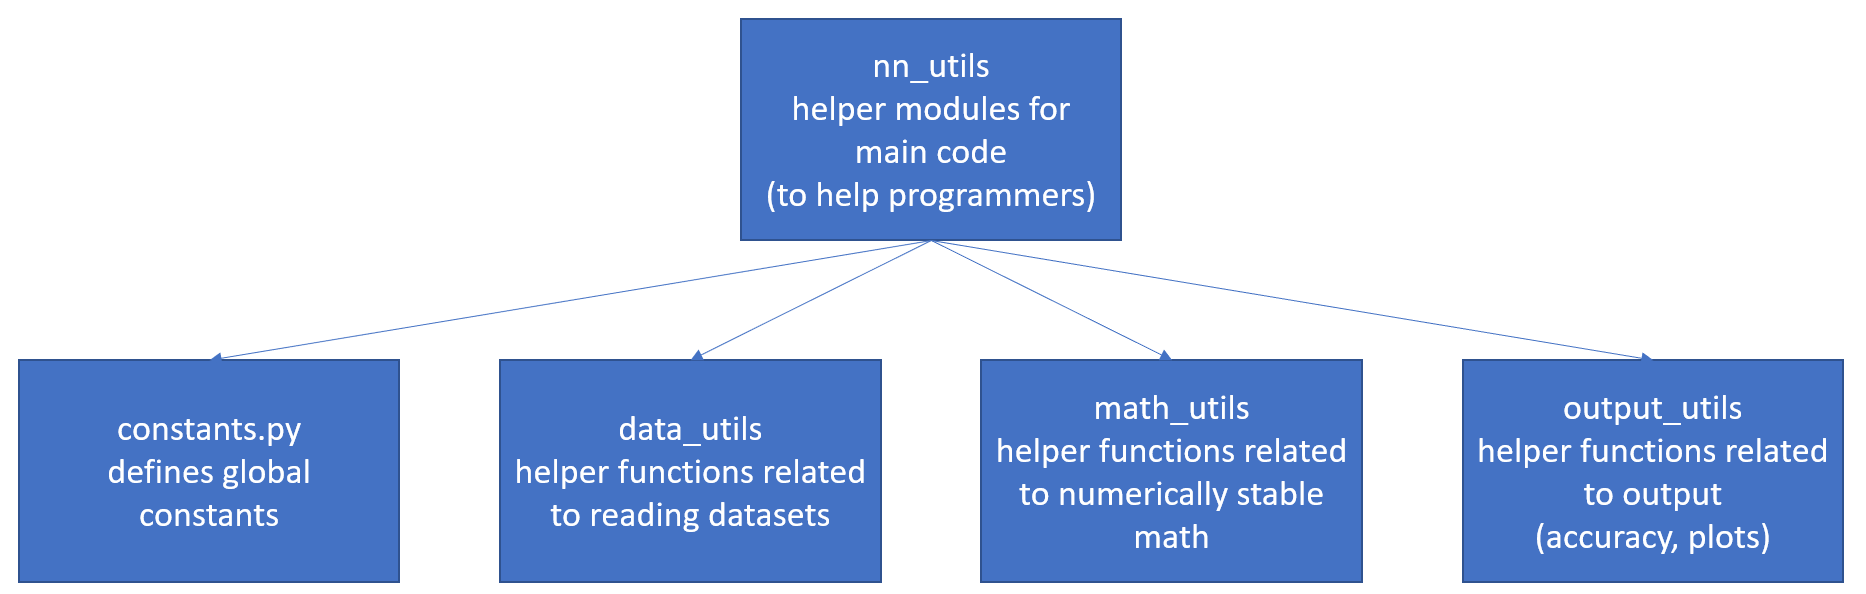 nn_utils
helper modules for
main code
(to help programmers)
constants.py
defines global
constants
data_utils
helper functions related
to reading datasets
math_utils
helper functions related
to numerically stable
math
output_utils
helper functions related
to output
(accuracy, plots)